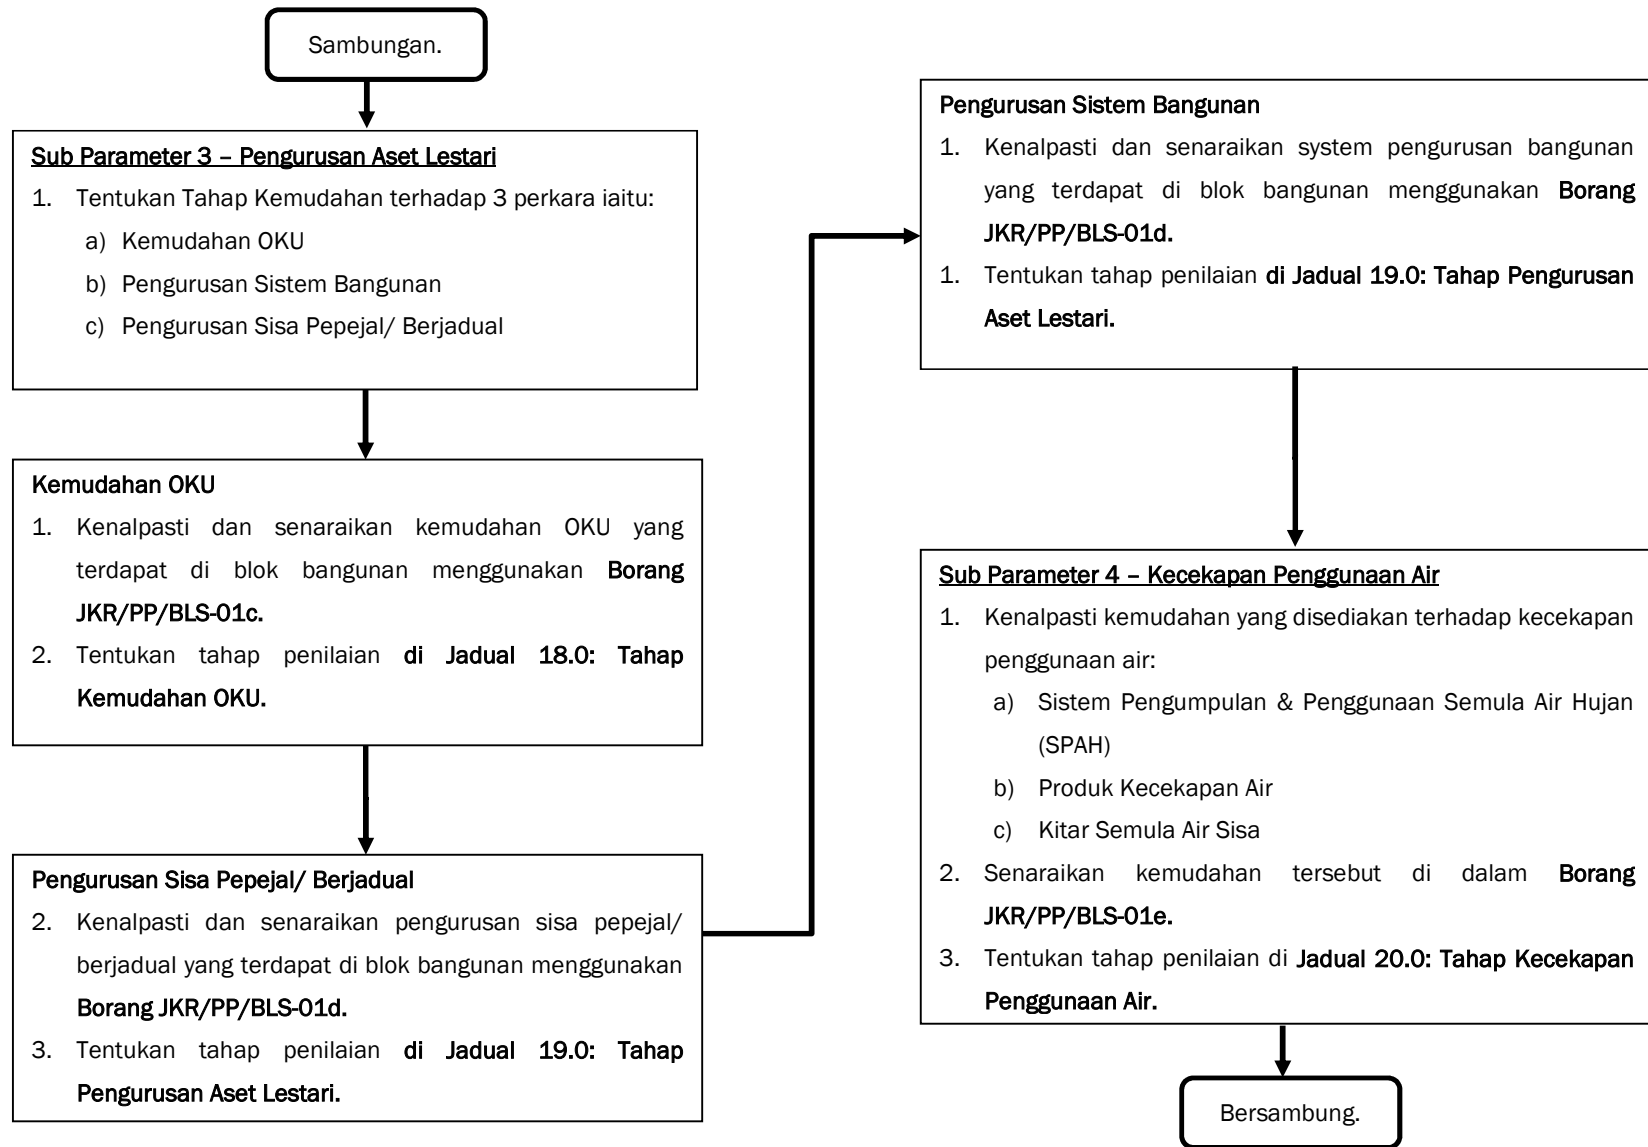 Sambungan.
Sub Parameter 3 – Pengurusan Aset Lestari
1. Tentukan Tahap Kemudahan terhadap 3 perkara iaitu:
a) Kemudahan OKU
b) Pengurusan Sistem Bangunan
c) Pengurusan Sisa Pepejal/ Berjadual
Kemudahan OKU
1. Kenalpasti dan senaraikan kemudahan OKU yang
terdapat di blok bangunan menggunakan Borang
JKR/PP/BLS-01c.
2. Tentukan tahap penilaian di Jadual 18.0: Tahap
Kemudahan OKU.
Pengurusan Sisa Pepejal/ Berjadual
2. Kenalpasti dan senaraikan pengurusan sisa pepejal/
berjadual yang terdapat di blok bangunan menggunakan
Borang JKR/PP/BLS-01d.
3. Tentukan tahap penilaian di Jadual 19.0: Tahap
Pengurusan Aset Lestari.
Pengurusan Sistem Bangunan
1. Kenalpasti dan senaraikan system pengurusan bangunan
yang terdapat di blok bangunan menggunakan Borang
JKR/PP/BLS-01d.
1. Tentukan tahap penilaian di Jadual 19.0: Tahap Pengurusan
Aset Lestari.
Sub Parameter 4 – Kecekapan Penggunaan Air
1. Kenalpasti kemudahan yang disediakan terhadap kecekapan
penggunaan air:
a) Sistem Pengumpulan & Penggunaan Semula Air Hujan
(SPAH)
b) Produk Kecekapan Air
c) Kitar Semula Air Sisa
2. Senaraikan kemudahan tersebut di dalam Borang
JKR/PP/BLS-01e.
3. Tentukan tahap penilaian di Jadual 20.0: Tahap Kecekapan
Penggunaan Air.
Bersambung.